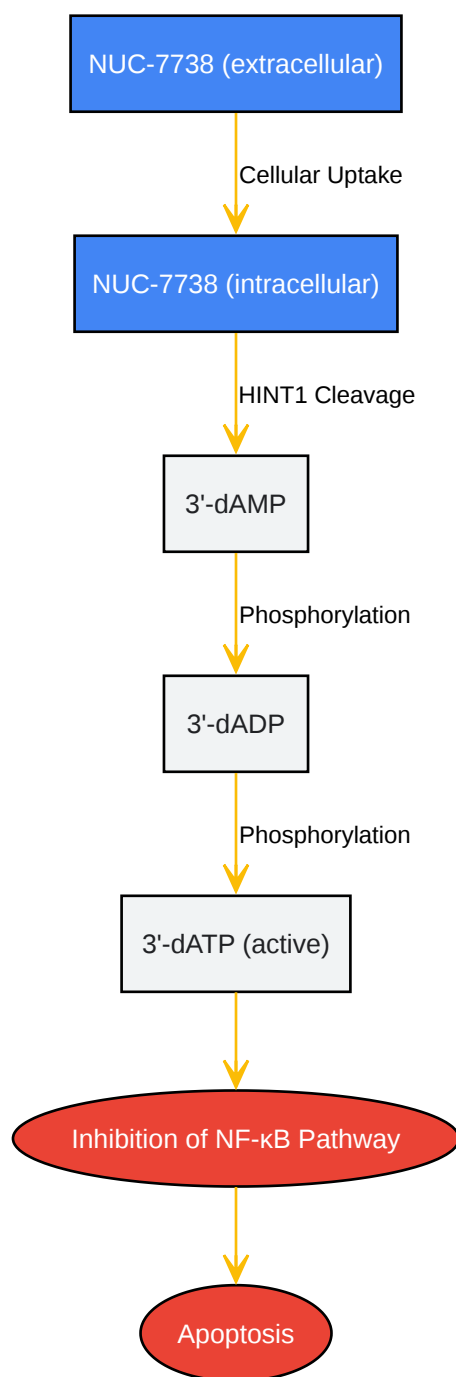 NUC-7738 (extracellular)
Cellular Uptake
NUC-7738 (intracellular)
HINT1 Cleavage
3'-dAMP
Phosphorylation
3'-dADP
Phosphorylation
3'-dATP (active)
Inhibition of NF-κB Pathway
Apoptosis